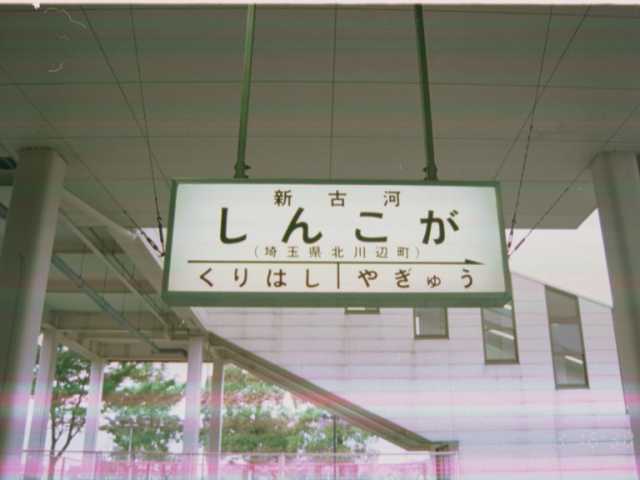 新古河
しんこが
(埼玉県北川辺町)
くりはし やぎゅう